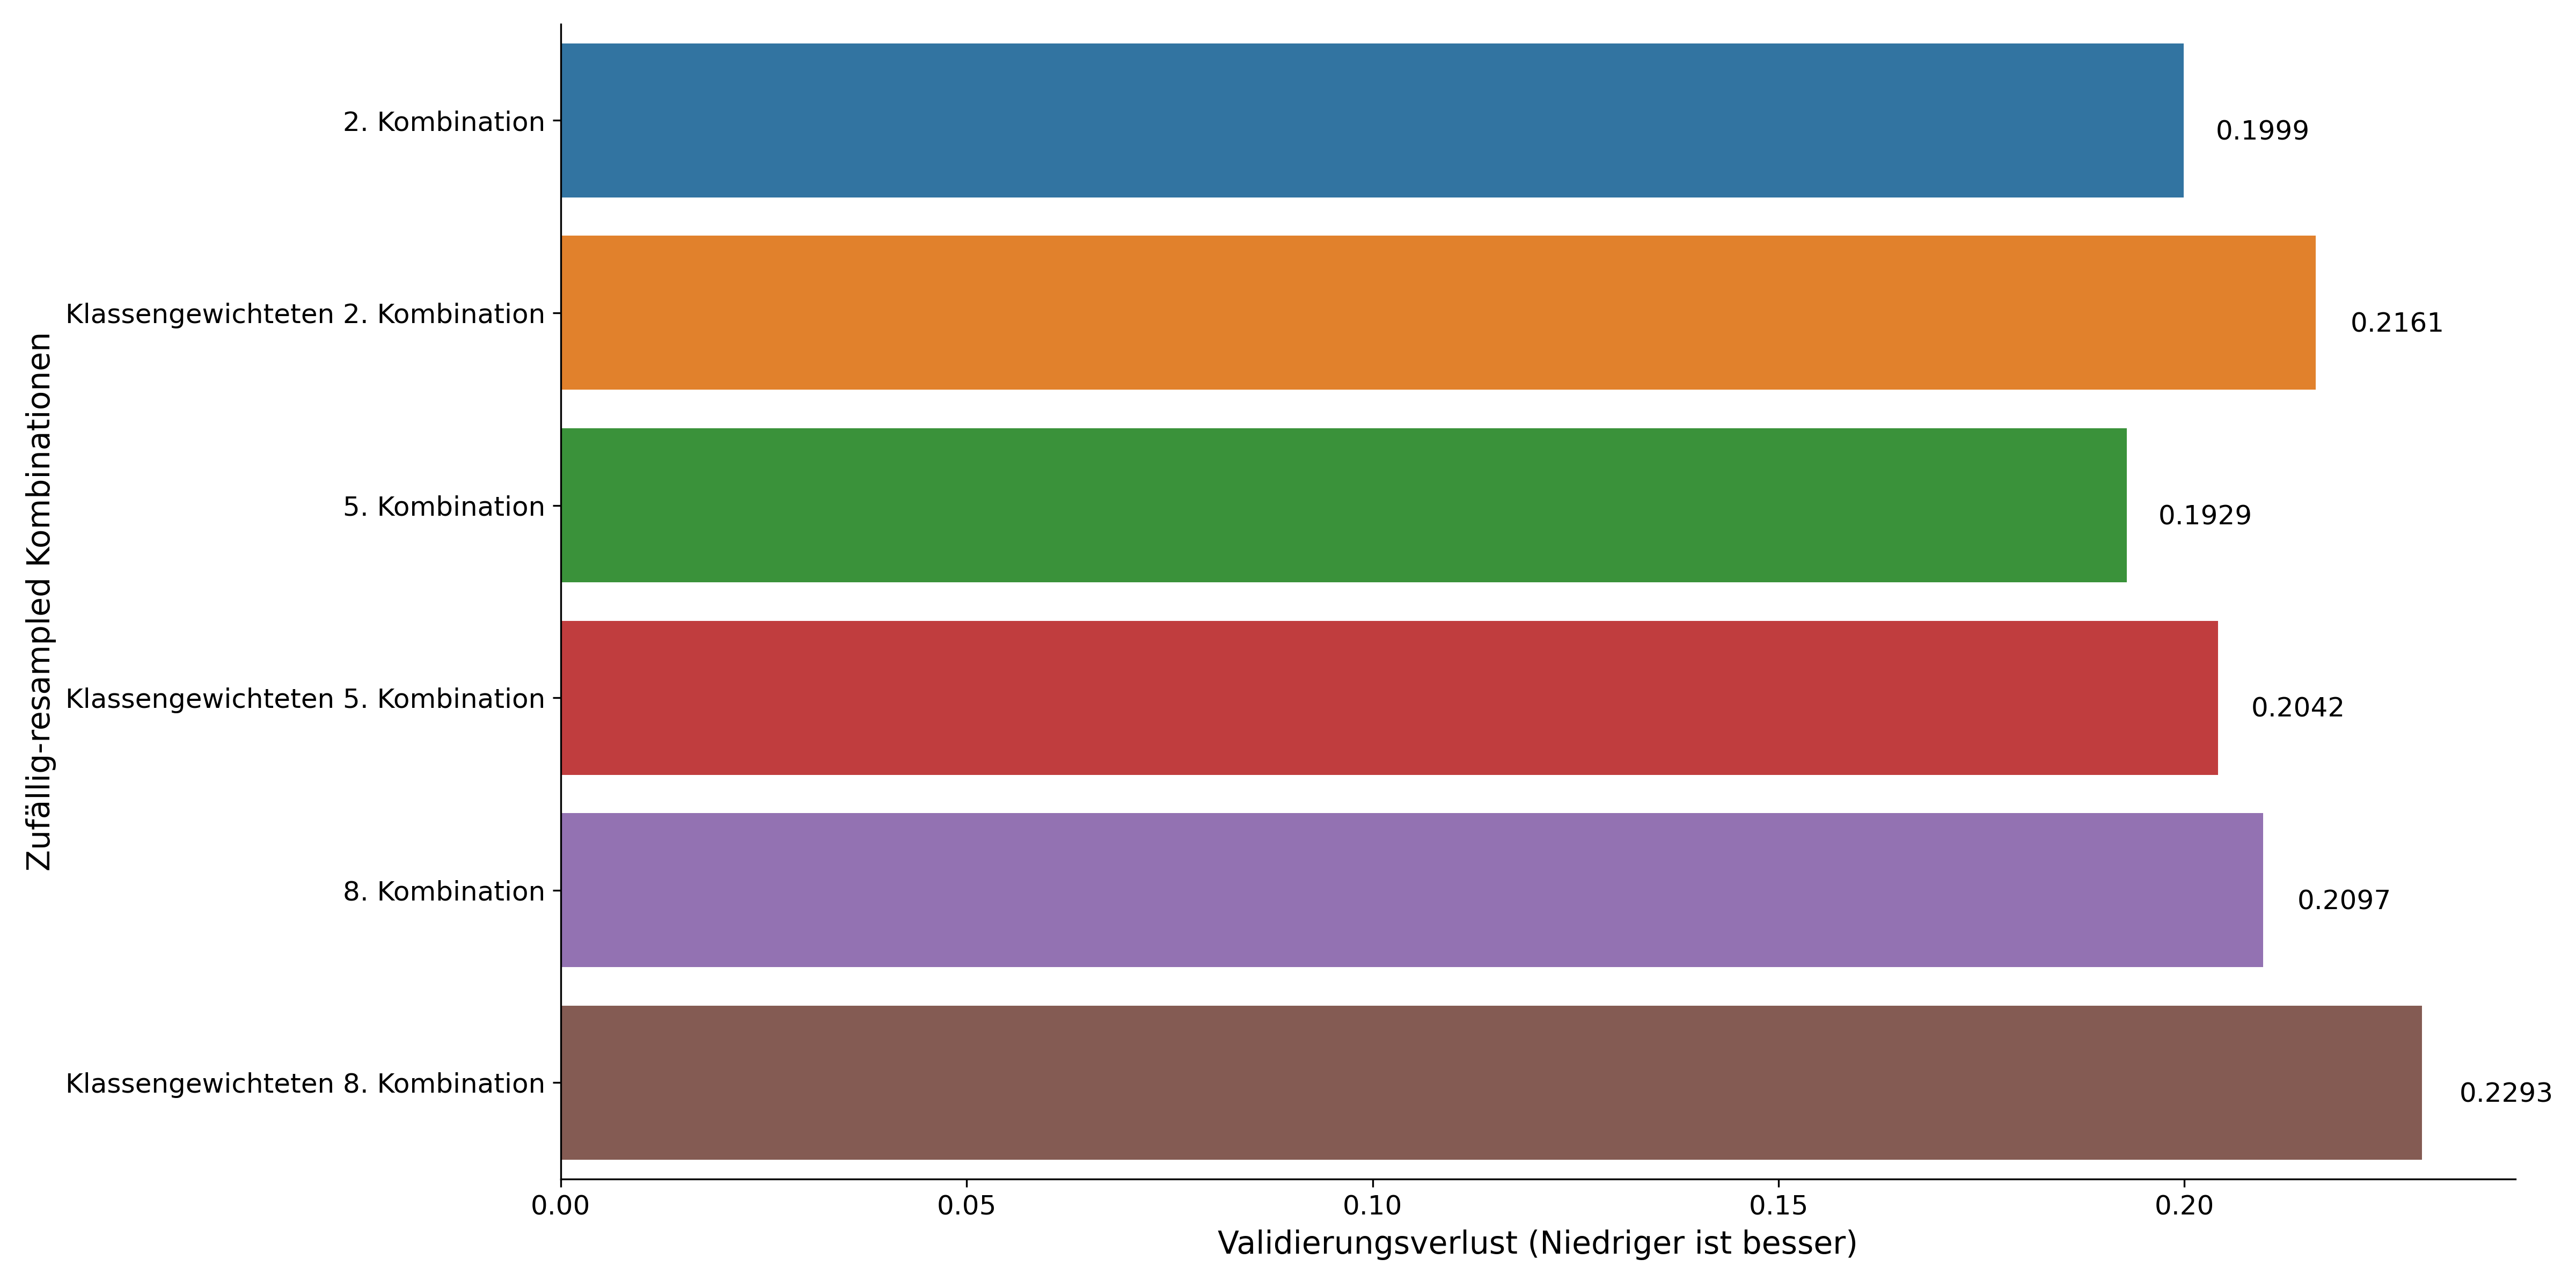 2. Kombination
0.1999
Klassengewichteten 2. Kombination
0.2161
5. Kombination
0.1929
Klassengewichteten 5. Kombination
0.2042
8. Kombination
0.2097
Klassengewichteten 8. Kombination
0.2293
Zufällig-resampled Kombinationen
0.00 0.05 0.10 0.15 0.20
Validierungsverlust (Niedriger ist besser)